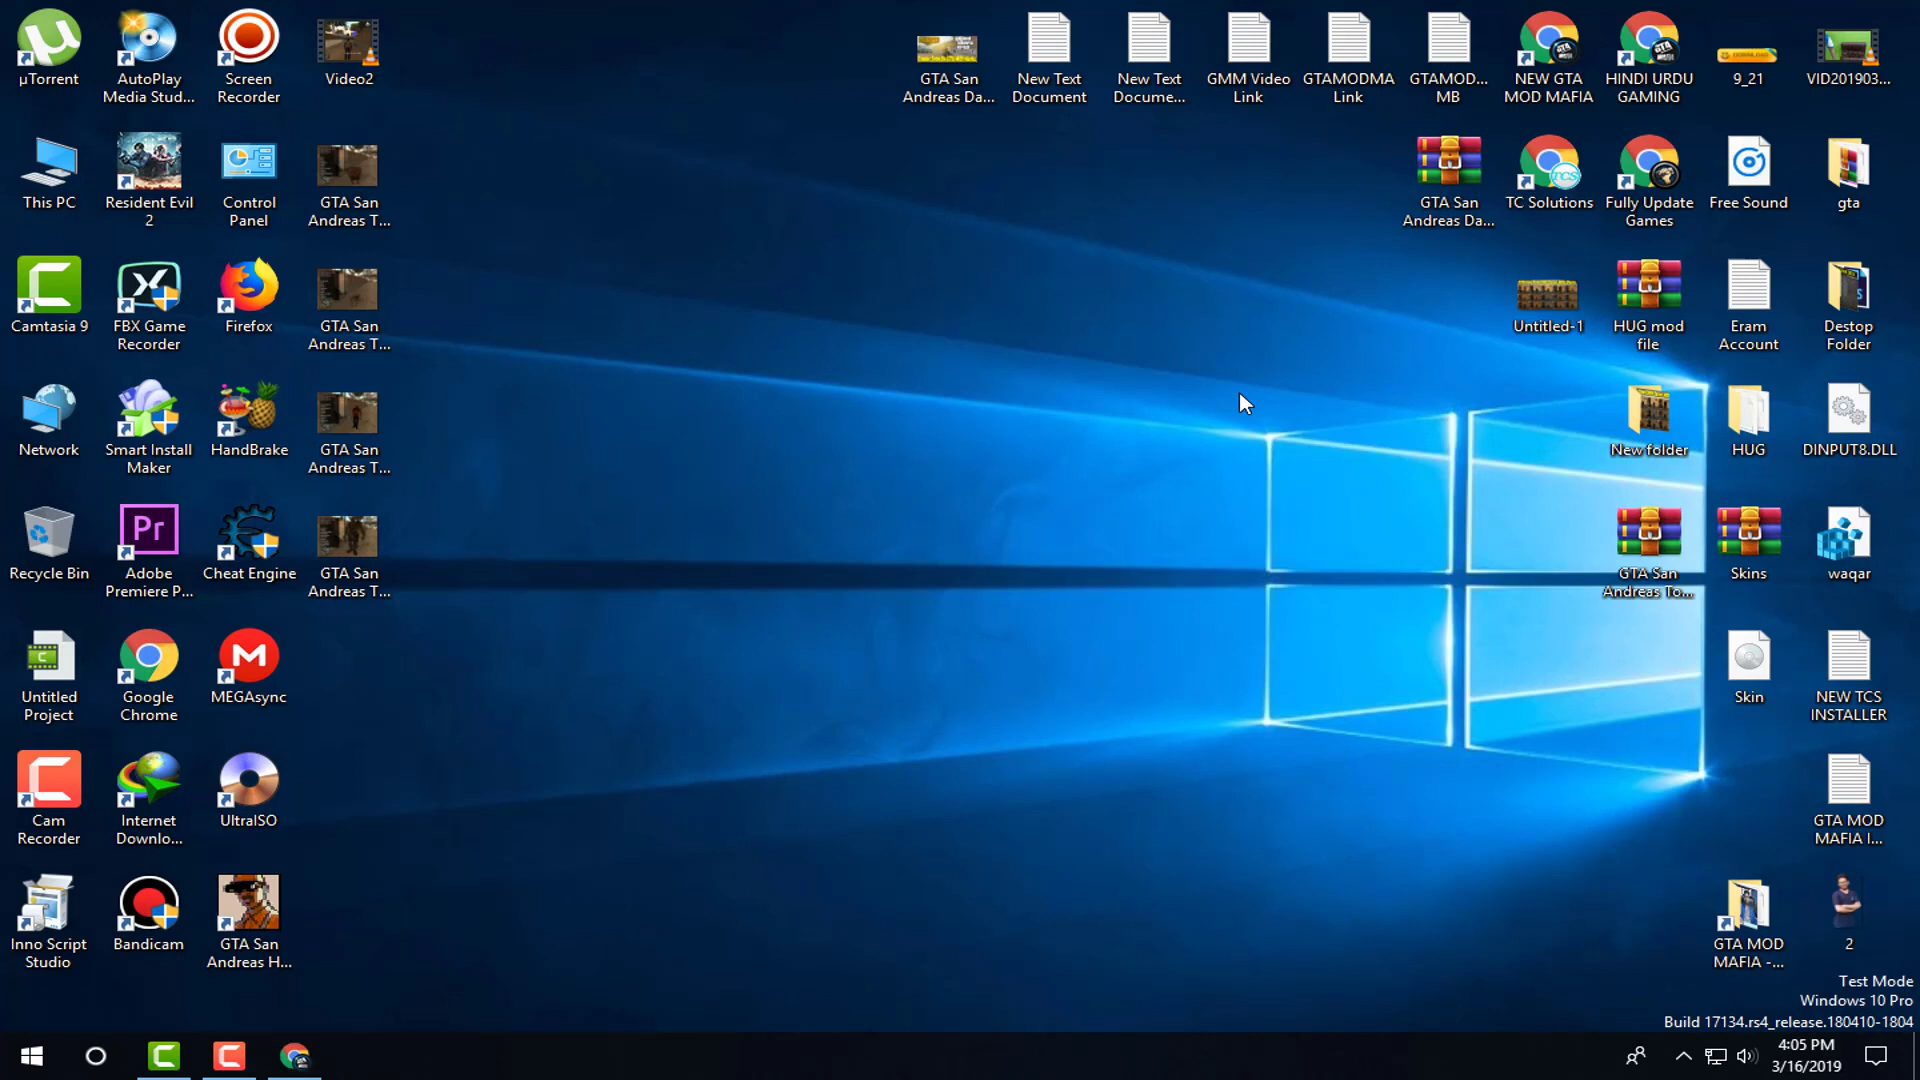 μTorrent
AutoPlay
Media Stud...
Screen
Recorder
Video2
GTA San
Andreas Da...
New Text
Document
New Text
Docume...
GMM Video
Link
GTAMODMA
Link
GTAMOD...
MB
NEW GTA
MOD MAFIA
HINDI URDU
GAMING
9_21
VID201903...
This PC
Resident Evil
2
Control
Panel
GTA San
Andreas T...
GTA San
Andreas Da...
TC Solutions
Fully Update
Games
Free Sound
gta
Camtasia 9
FBX Game
Recorder
Firefox
GTA San
Andreas T...
Untitled-1
HUG mod
file
Eram
Account
Destop
Folder
Network
Smart Install
Maker
HandBrake
GTA San
Andreas T...
New folder
HUG
DINPUT8.DLL
Recycle Bin
Pr
Adobe
Premiere P...
Cheat Engine
GTA San
Andreas T...
GTA San
Andreas To...
Skins
waqar
Untitled
Project
Google
Chrome
MEGAsync
Skin
NEW TCS
INSTALLER
Cam
Recorder
Internet
Downlo...
UltraISO
GTA MOD
MAFIA I...
Inno Script
Studio
Bandicam
GTA San
Andreas H...
GTA MOD
MAFIA -...
2
Test Mode
Windows 10 Pro
Build 17134.rs4_release.180410-1804
4:05 PM
3/16/2019